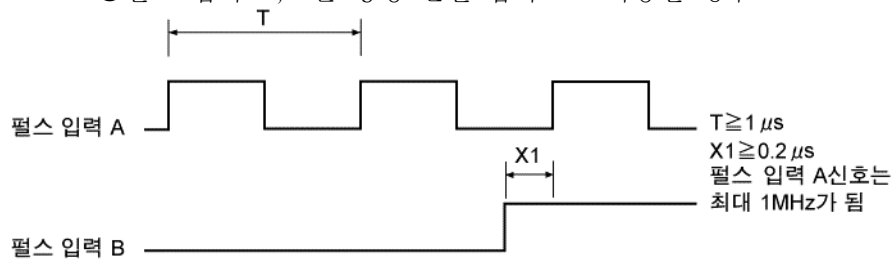 T
펄스 입력 A
T≧1 μs
X1
X1≧0.2 μs
펄스 입력 A신호는
최대 1MHz가 됨
펄스 입력 B